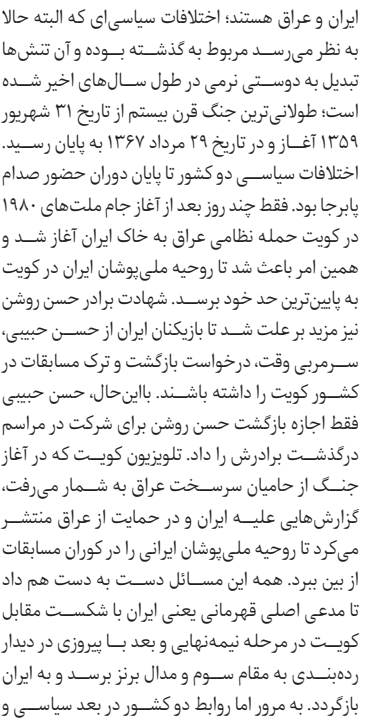 ایران و عراق هستند؛ اختلافات سیاسی‌ای که البته حالا
به نظر می‌رسد مربوط به گذشته بوده و آن تنش‌ها
تبدیل به دوستی نرمی در طول سال‌های اخیر شده
است؛ طولانی‌ترین جنگ قرن بیستم از تاریخ ۳۱ شهریور
۱۳۵۹ آغاز و در تاریخ ۲۹ مرداد ۱۳۶۷ به پایان رسید.
اختلافات سیاسی دو کشور تا پایان دوران حضور صدام
پابرجا بود. فقط چند روز بعد از آغاز جام ملت‌های ۱۹۸۰
در کویت حمله نظامی عراق به خاک ایران آغاز شد و
همین امر باعث شد تا روحیه ملی‌پوشان ایران در کویت
به پایین‌ترین حد خود برسد. شهادت برادر حسن روشن
نیز مزید بر علت شد تا بازیکنان ایران از حسن حبیبی،
سرمربی وقت، درخواست بازگشت و ترک مسابقات در
کشور کویت را داشته باشند. بااین‌حال، حسن حبیبی
فقط اجازه بازگشت حسن روشن برای شرکت در مراسم
درگذشت برادرش را داد. تلویزیون کویت که در آغاز
جنگ از حامیان سرسخت عراق به شمار می‌رفت،
گزارش‌هایی علیه ایران و در حمایت از عراق منتشر
می‌کرد تا روحیه ملی‌پوشان ایرانی را در کوران مسابقات
از بین ببرد. همه این مسائل دست به دست هم داد
تا مدعی اصلی قهرمانی یعنی ایران با شکست مقابل
کویت در مرحله نیمه‌نهایی و بعد با پیروزی در دیدار
رده‌بندی به مقام سوم و مدال برنز برسد و به ایران
بازگردد. به مرور اما روابط دو کشور در بعد سیاسی و